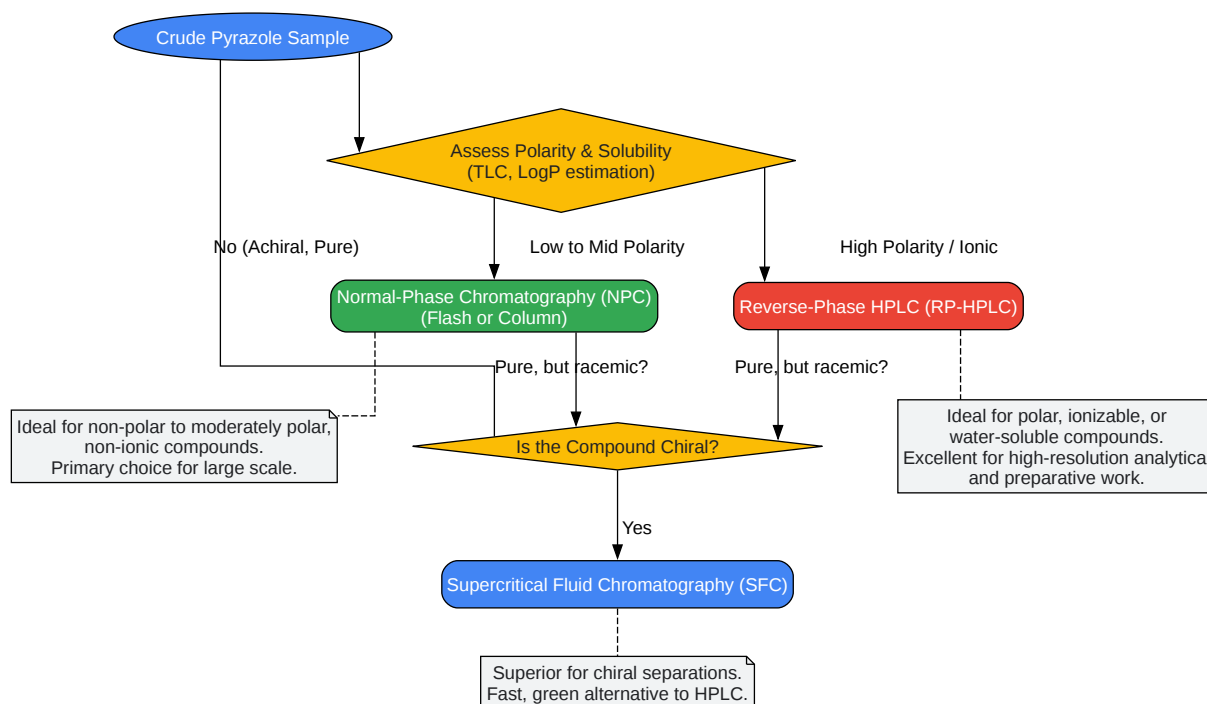 Crude Pyrazole Sample
Assess Polarity & Solubility
(TLC, LogP estimation)
No (Achiral, Pure)
Low to Mid Polarity
High Polarity / Ionic
Normal-Phase Chromatography (NPC)
(Flash or Column)
Reverse-Phase HPLC (RP-HPLC)
Pure, but racemic?
Pure, but racemic?
Ideal for non-polar to moderately polar,
non-ionic compounds.
Primary choice for large scale.
Is the Compound Chiral?
Ideal for polar, ionizable, or
water-soluble compounds.
Excellent for high-resolution analytical
and preparative work.
Yes
Supercritical Fluid Chromatography (SFC)
Superior for chiral separations.
Fast, green alternative to HPLC.